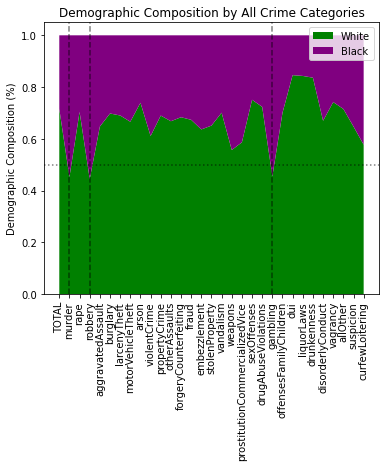 Demographic Composition by All Crime Categories
White
Black
Demographic Composition (%)
1.0
0.8
0.6
0.4
0.2
0.0
TOTAL
murder
rape
robbery
aggravatedAssault
burglary
larcenyTheft
motorVehicleTheft
arson
violentCrime
propertyCrime
otherAssaults
forgeryCounterfeiting
fraud
embezzlement
stolenProperty
vandalism
weapons
prostitutionCommercializedVice
sexOffenses
drugAbuseViolations
gambling
offensesFamilyChildren
dui
liquorLaws
drunkenness
disorderlyConduct
vagrancy
allOther
suspicion
curfewLoitering